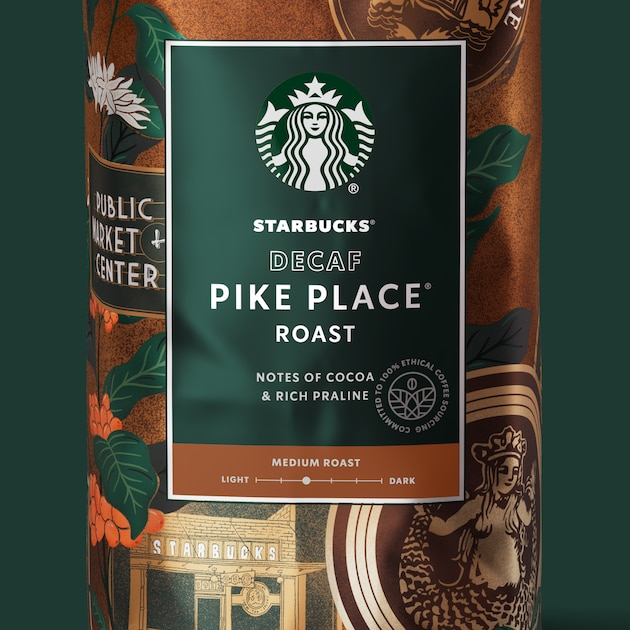 RE
PUBLIC
MARKET +
CENTER
®
STARBUCKS®
DECAF
PIKE PLACE®
ROAST
NOTES OF COCOA
& RICH PRALINE
COMMITTED TO 100% ETHICAL COFFEE SOURCING
MEDIUM ROAST
LIGHT DARK
STARBUCKS